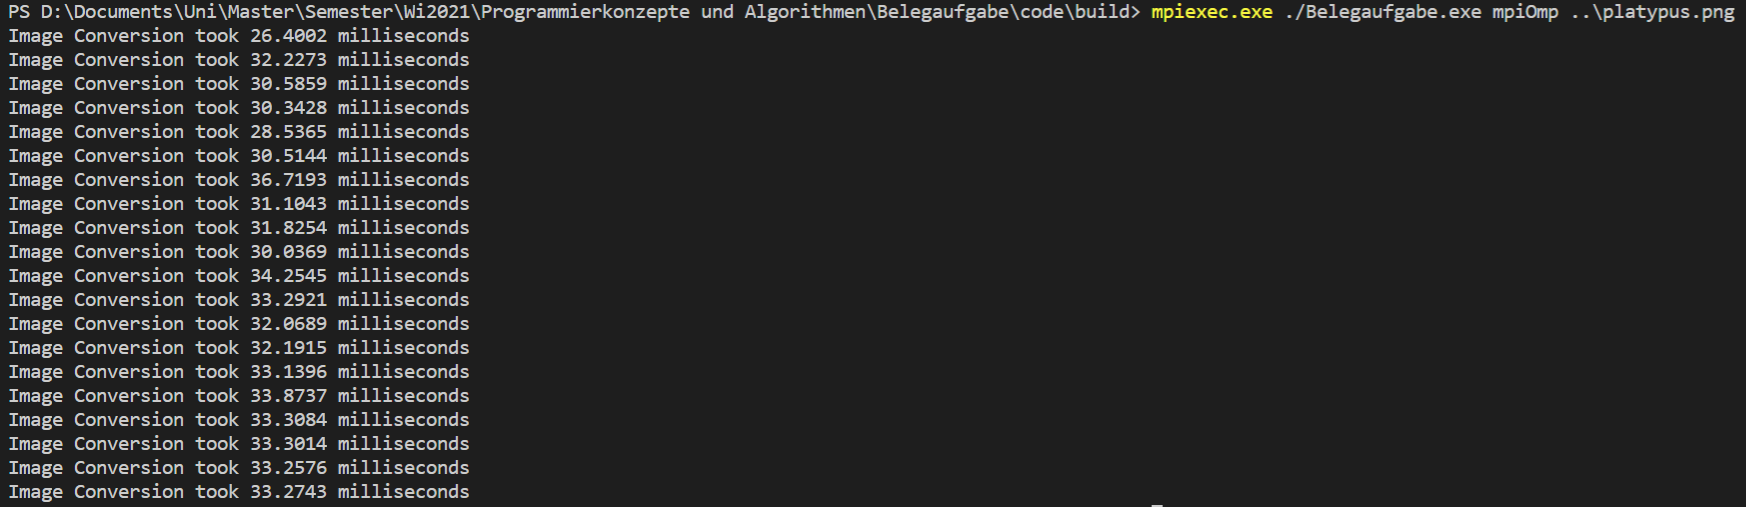 PS D:\Documents\Uni\Master\Semester\Wi2021\Programmierkonzepte und Algorithmen\Belegaufgabe\code\build> mpiexec.exe ./Belegaufgabe.exe mpiOmp ..\platypus.png
Image Conversion took 26.4002 milliseconds
Image Conversion took 32.2273 milliseconds
Image Conversion took 30.5859 milliseconds
Image Conversion took 30.3428 milliseconds
Image Conversion took 28.5365 milliseconds
Image Conversion took 30.5144 milliseconds
Image Conversion took 36.7193 milliseconds
Image Conversion took 31.1043 milliseconds
Image Conversion took 31.8254 milliseconds
Image Conversion took 30.0369 milliseconds
Image Conversion took 34.2545 milliseconds
Image Conversion took 33.2921 milliseconds
Image Conversion took 32.0689 milliseconds
Image Conversion took 32.1915 milliseconds
Image Conversion took 33.1396 milliseconds
Image Conversion took 33.8737 milliseconds
Image Conversion took 33.3084 milliseconds
Image Conversion took 33.3014 milliseconds
Image Conversion took 33.2576 milliseconds
Image Conversion took 33.2743 milliseconds